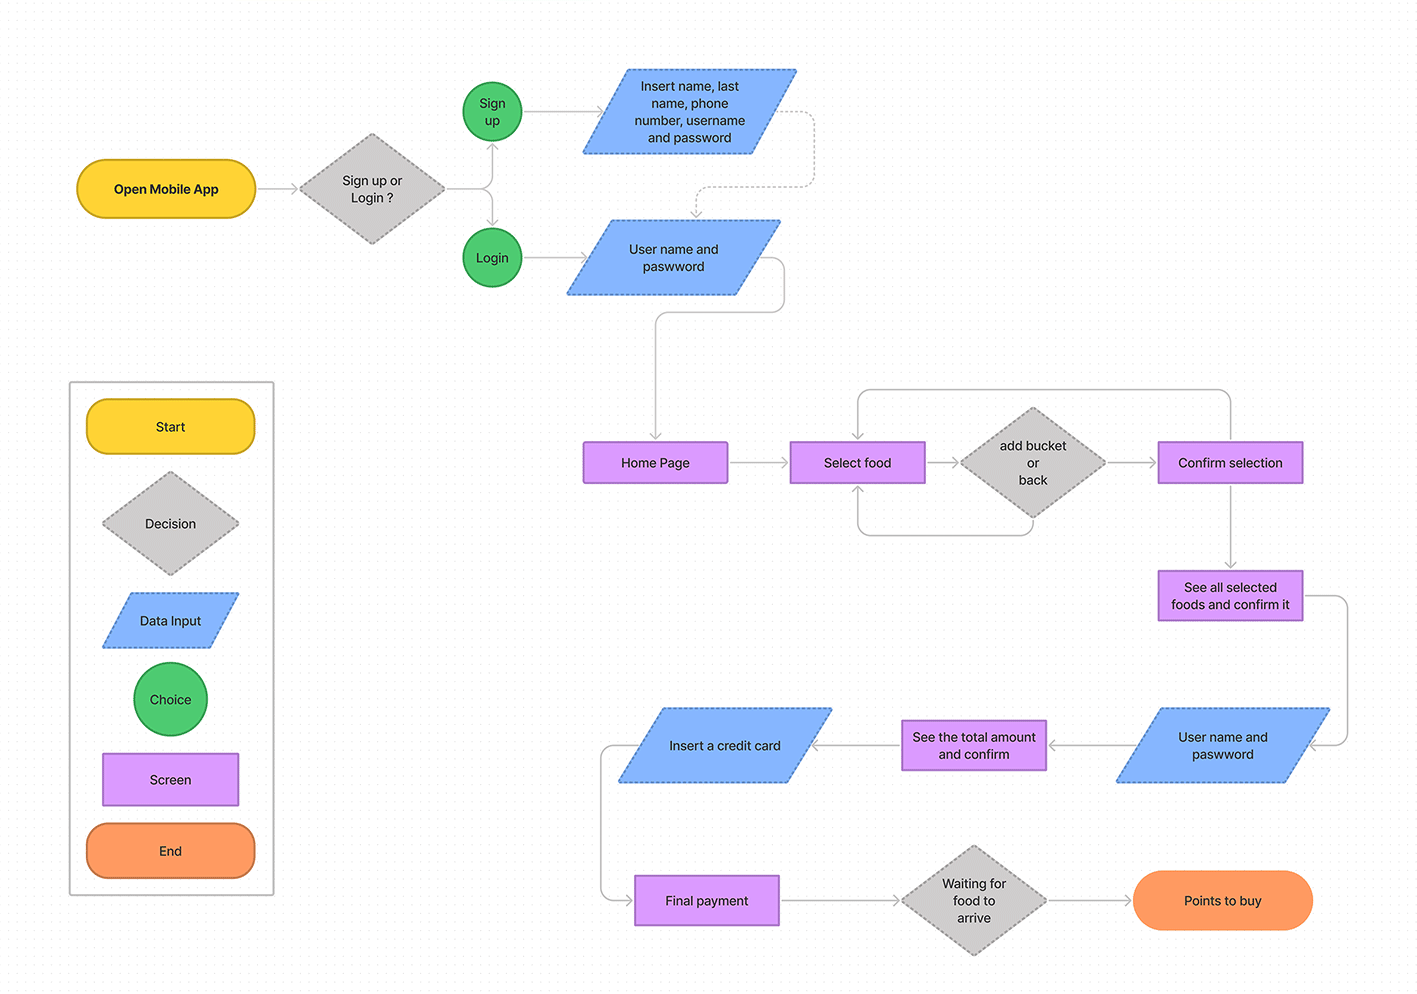 Sign
up
Insert name, last
name, phone
number, username
and password
Open Mobile App
Sign up or
Login ?
Login
User name and
paswword
Start
Decision
Data Input
Choice
Screen
End
Home Page
Select food
add bucket
or
back
Confirm selection
See all selected
foods and confirm it
User name and
paswword
See the total amount
and confirm
Insert a credit card
Final payment
Waiting for
food to
arrive
Points to buy